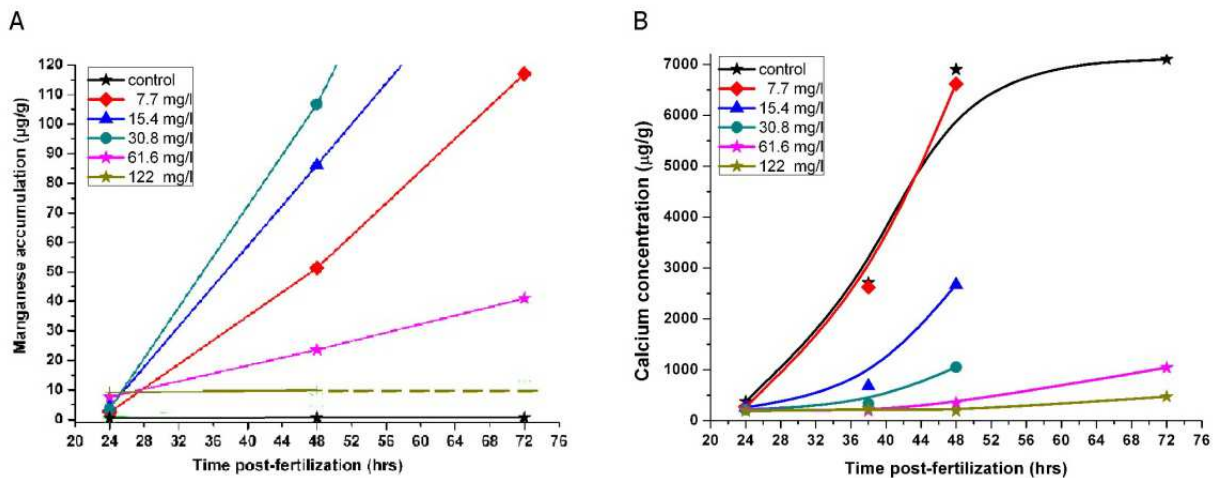 A
Manganese accumulation (µg/g)
120
110
100
90
80
70
60
50
40
30
20
10
0
control
7.7 mg/l
15.4 mg/l
30.8 mg/l
61.6 mg/l
122 mg/l
20 24 28 32 36 40 44 48 52 56 60 64 68 72 76
Time post-fertilization (hrs)
B
Calcium concentration (µg/g)
7000
6000
5000
4000
3000
2000
1000
0
control
7.7 mg/l
15.4 mg/l
30.8 mg/l
61.6 mg/l
122 mg/l
20 24 28 32 36 40 44 48 52 56 60 64 68 72 76
Time post-fertilization (hrs)